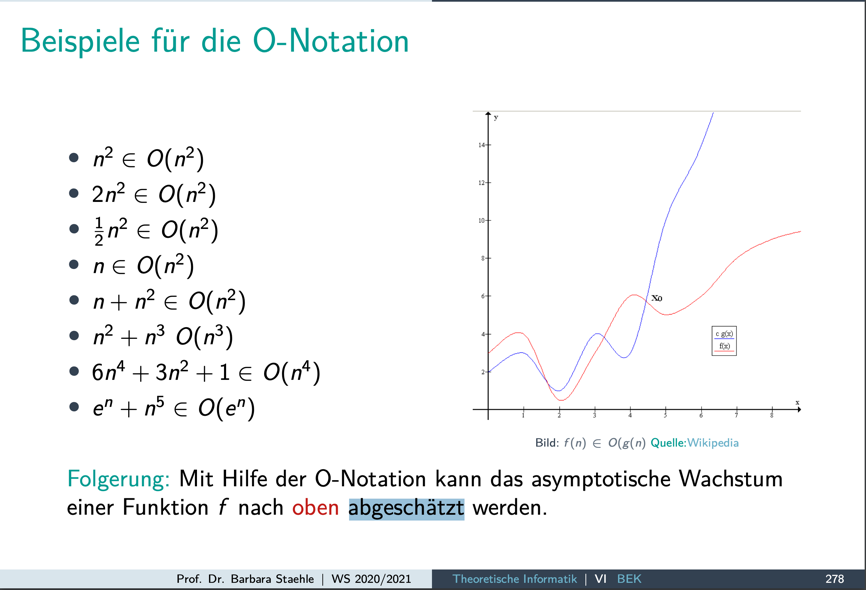 Beispiele für die O-Notation
• n² ∈ O(n²)
• 2n² ∈ O(n²)
• ½n² ∈ O(n²)
• n ∈ O(n²)
• n + n² ∈ O(n²)
• n² + n³ O(n³)
• 6n⁴ + 3n² + 1 ∈ O(n⁴)
• eⁿ + n⁵ ∈ O(eⁿ)
y
14
12
10
8
6
4
2
x0
c g(x)
f(x)
x
1 2 3 4 5 6 7 8
Bild: f(n) ∈ O(g(n) Quelle:Wikipedia
Folgerung: Mit Hilfe der O-Notation kann das asymptotische Wachstum
einer Funktion f nach oben abgeschätzt werden.
Prof. Dr. Barbara Staehle | WS 2020/2021 Theoretische Informatik | VI BEK 278